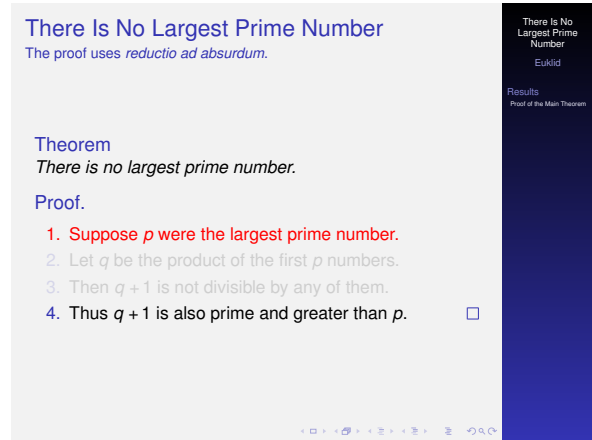 There Is No Largest Prime Number
The proof uses reductio ad absurdum.
Theorem
There is no largest prime number.
Proof.
1. Suppose p were the largest prime number.
2. Let q be the product of the first p numbers.
3. Then q + 1 is not divisible by any of them.
4. Thus q + 1 is also prime and greater than p.
There Is No
Largest Prime
Number
Euklid
Results
Proof of the Main Theorem